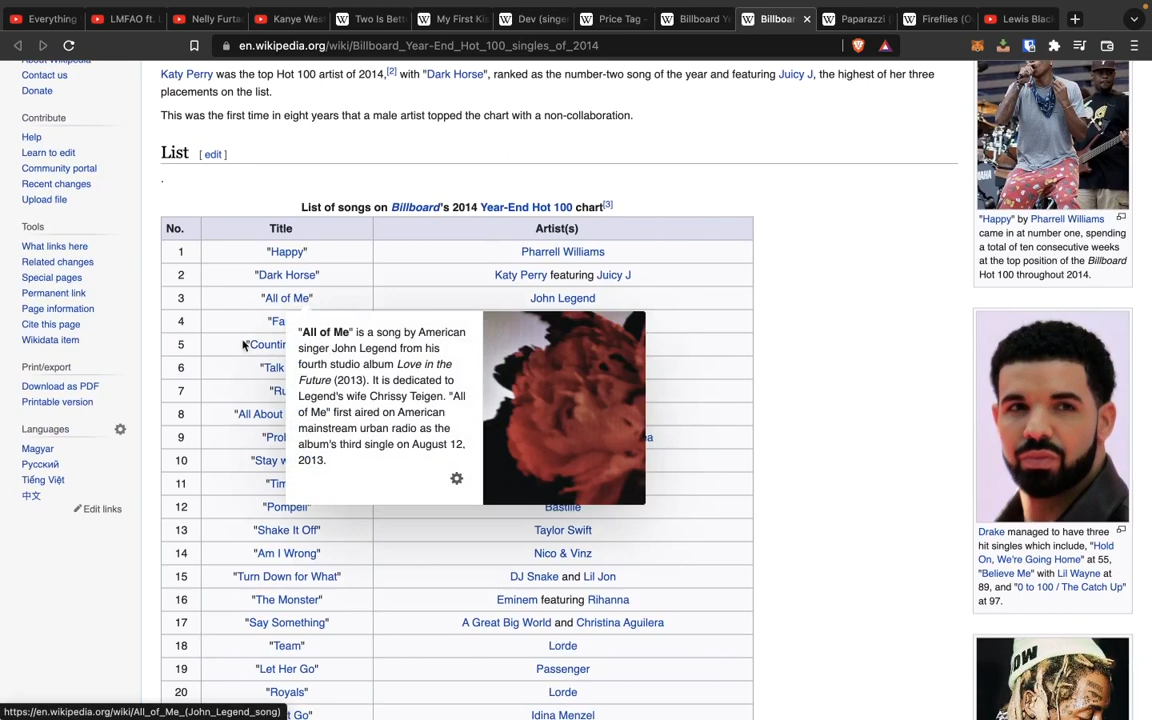 Everything
LMFAO ft.
Nelly Furta
Kanye Wes
Two Is Bett
My First Ki
Dev (singe
Price Tag -
Billboard Y
Billboar
Paparazzi (
Fireflies (O
Lewis Blac
en.wikipedia.org/wiki/Billboard_Year-End_Hot_100_singles_of_2014
About Wikipedia
Contact us
Donate
Contribute
Help
Learn to edit
Community portal
Recent changes
Upload file
Tools
What links here
Related changes
Special pages
Permanent link
Page information
Cite this page
Wikidata item
Print/export
Download as PDF
Printable version
Languages
Magyar
Русский
Tiếng Việt
中文
Edit links
Katy Perry was the top Hot 100 artist of 2014,[2] with "Dark Horse", ranked as the number-two song of the year and featuring Juicy J, the highest of her three
placements on the list.
This was the first time in eight years that a male artist topped the chart with a non-collaboration.
List [ edit ]
.
List of songs on Billboard's 2014 Year-End Hot 100 chart[3]
No. Title Artist(s)
1 "Happy" Pharrell Williams
2 "Dark Horse" Katy Perry featuring Juicy J
3 "All of Me" John Legend
4 "Fa
5 "Countin
6 "Talk
7 "Ru
8 "All About
9 "Prol ea
10 "Stay w
11 "Tim
12 "Pompeii" Bastille
13 "Shake It Off" Taylor Swift
14 "Am I Wrong" Nico & Vinz
15 "Turn Down for What" DJ Snake and Lil Jon
16 "The Monster" Eminem featuring Rihanna
17 "Say Something" A Great Big World and Christina Aguilera
18 "Team" Lorde
19 "Let Her Go" Passenger
20 "Royals" Lorde
t Go" Idina Menzel
"All of Me" is a song by American
singer John Legend from his
fourth studio album Love in the
Future (2013). It is dedicated to
Legend's wife Chrissy Teigen. "All
of Me" first aired on American
mainstream urban radio as the
album's third single on August 12,
2013.
YAMAHA
"Happy" by Pharrell Williams
came in at number one, spending
a total of ten consecutive weeks
at the top position of the Billboard
Hot 100 throughout 2014.
Drake managed to have three
hit singles which include, "Hold
On, We're Going Home" at 55,
"Believe Me" with Lil Wayne at
89, and "0 to 100 / The Catch Up"
at 97.
https://en.wikipedia.org/wiki/All_of_Me_(John_Legend_song)